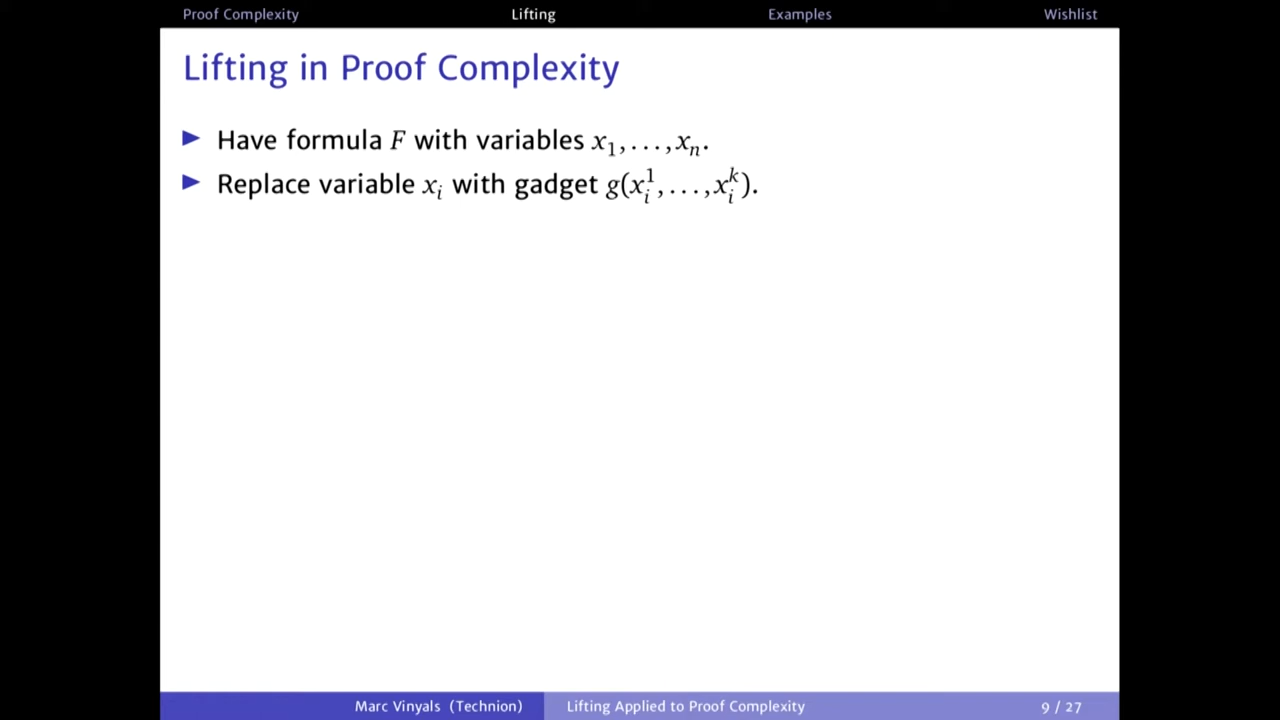 Proof Complexity Lifting Examples Wishlist
Lifting in Proof Complexity
▶ Have formula F with variables x₁,...,xₙ.
▶ Replace variable xᵢ with gadget g(xᵢ¹,...,xᵢᵏ).
Marc Vinyals (Technion) Lifting Applied to Proof Complexity 9 / 27